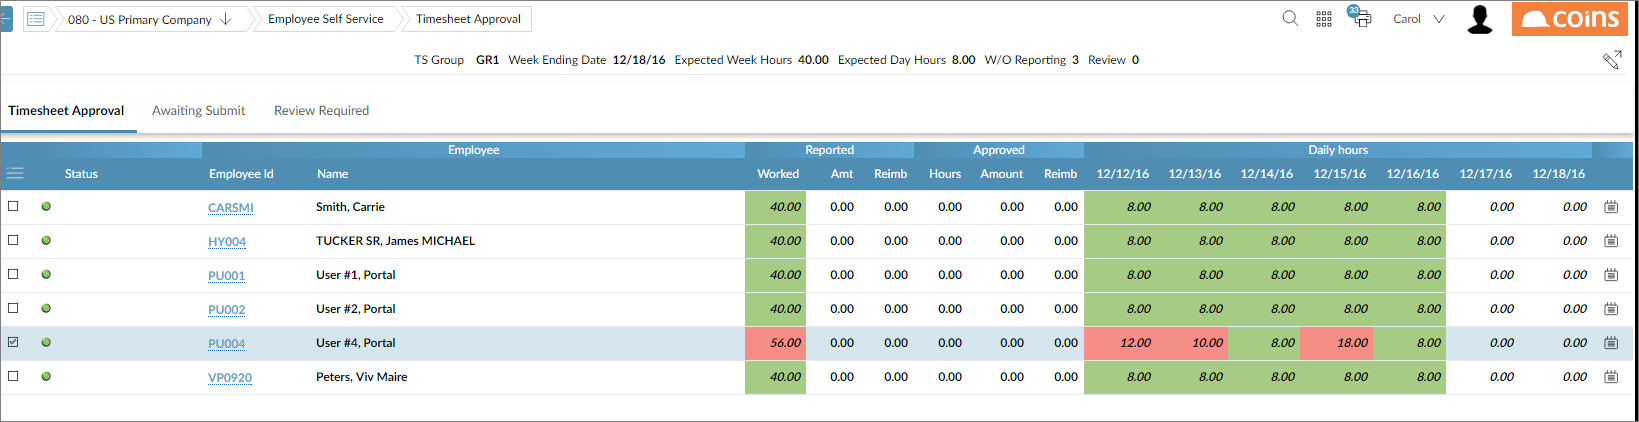 080 - US Primary Company Employee Self Service Timesheet Approval 33 Carol coins
TS Group GR1 Week Ending Date 12/18/16 Expected Week Hours 40.00 Expected Day Hours 8.00 W/O Reporting 3 Review 0
Timesheet Approval Awaiting Submit Review Required
Employee Reported Approved Daily hours
Status Employee Id Name Worked Amt Reimb Hours Amount Reimb 12/12/16 12/13/16 12/14/16 12/15/16 12/16/16 12/17/16 12/18/16
CARSMI Smith, Carrie 40.00 0.00 0.00 0.00 0.00 0.00 8.00 8.00 8.00 8.00 8.00 0.00 0.00
HY004 TUCKER SR, James MICHAEL 40.00 0.00 0.00 0.00 0.00 0.00 8.00 8.00 8.00 8.00 8.00 0.00 0.00
PU001 User #1, Portal 40.00 0.00 0.00 0.00 0.00 0.00 8.00 8.00 8.00 8.00 8.00 0.00 0.00
PU002 User #2, Portal 40.00 0.00 0.00 0.00 0.00 0.00 8.00 8.00 8.00 8.00 8.00 0.00 0.00
PU004 User #4, Portal 56.00 0.00 0.00 0.00 0.00 0.00 12.00 10.00 8.00 18.00 8.00 0.00 0.00
VP0920 Peters, Viv Maire 40.00 0.00 0.00 0.00 0.00 0.00 8.00 8.00 8.00 8.00 8.00 0.00 0.00